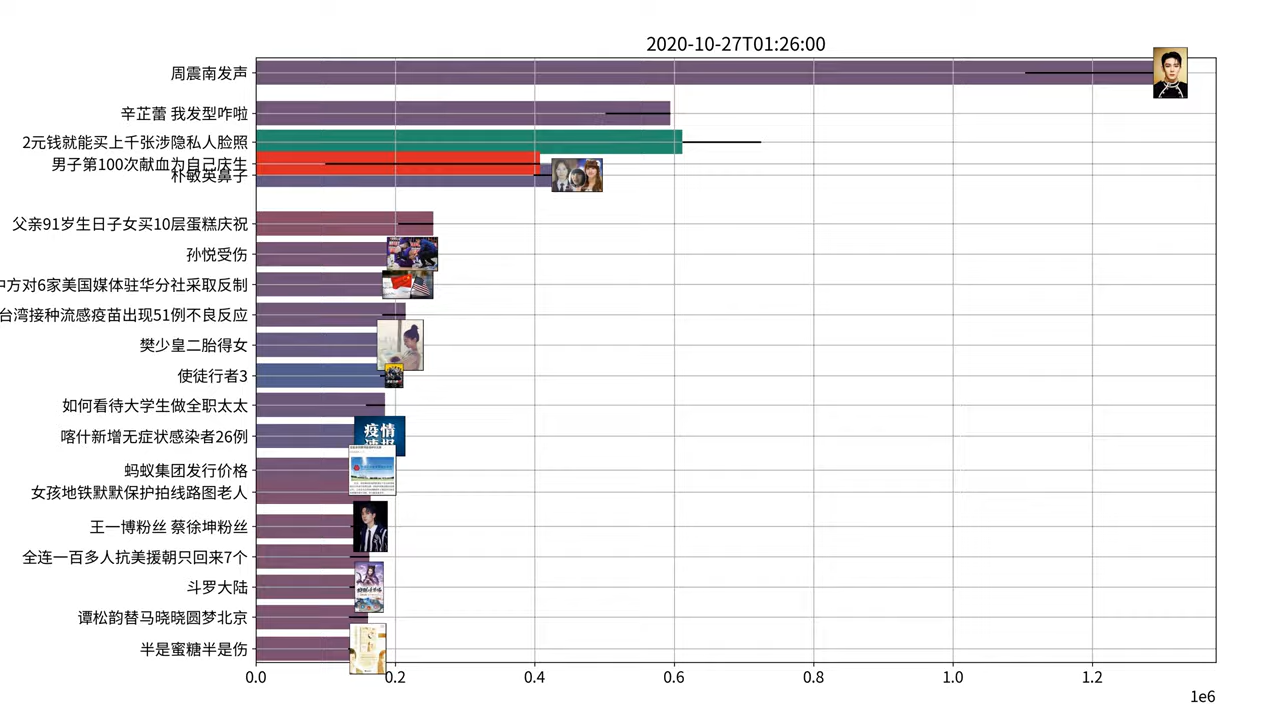 2020-10-27T01:26:00
周震南发声
辛芷蕾 我发型咋啦
2元钱就能买上千张涉隐私人脸照
男子第100次献血为自己庆生
朴敏英鼻子
父亲91岁生日子女买10层蛋糕庆祝
孙悦受伤
中方对6家美国媒体驻华分社采取反制
台湾接种流感疫苗出现51例不良反应
樊少皇二胎得女
使徒行者3
如何看待大学生做全职太太
喀什新增无症状感染者26例
疫情
速报
蚂蚁集团发行价格
女孩地铁默默保护拍线路图老人
王一博粉丝 蔡徐坤粉丝
全连一百多人抗美援朝只回来7个
斗罗大陆
谭松韵替马晓晓圆梦北京
半是蜜糖半是伤
0.0 0.2 0.4 0.6 0.8 1.0 1.2
1e6